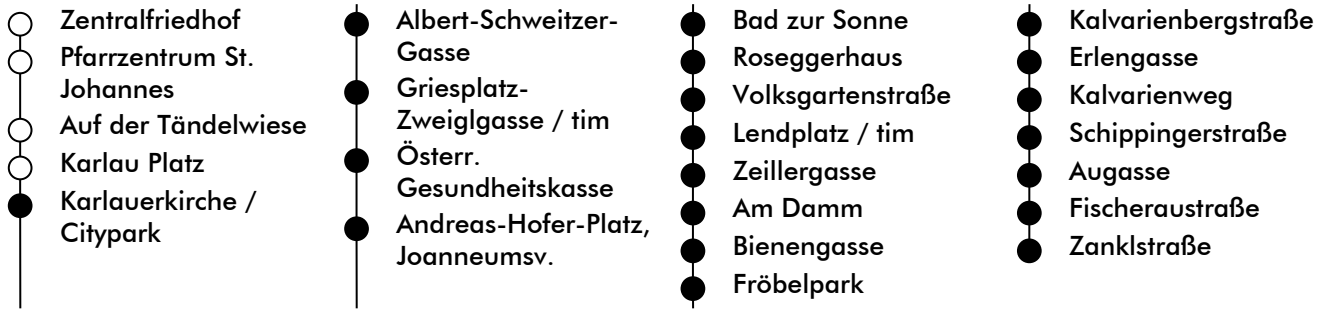 Zentralfriedhof
Pfarrzentrum St.
Johannes
Auf der Tändelwiese
Karlau Platz
Karlauerkirche /
Citypark
Albert-Schweitzer-
Gasse
Griesplatz-
Zweiglgasse / tim
Österr.
Gesundheitskasse
Andreas-Hofer-Platz,
Joanneumsv.
Bad zur Sonne
Roseggerhaus
Volksgartenstraße
Lendplatz / tim
Zeillergasse
Am Damm
Bienengasse
Fröbelpark
Kalvarienbergstraße
Erlengasse
Kalvarienweg
Schippingerstraße
Augasse
Fischeraustraße
Zanklstraße